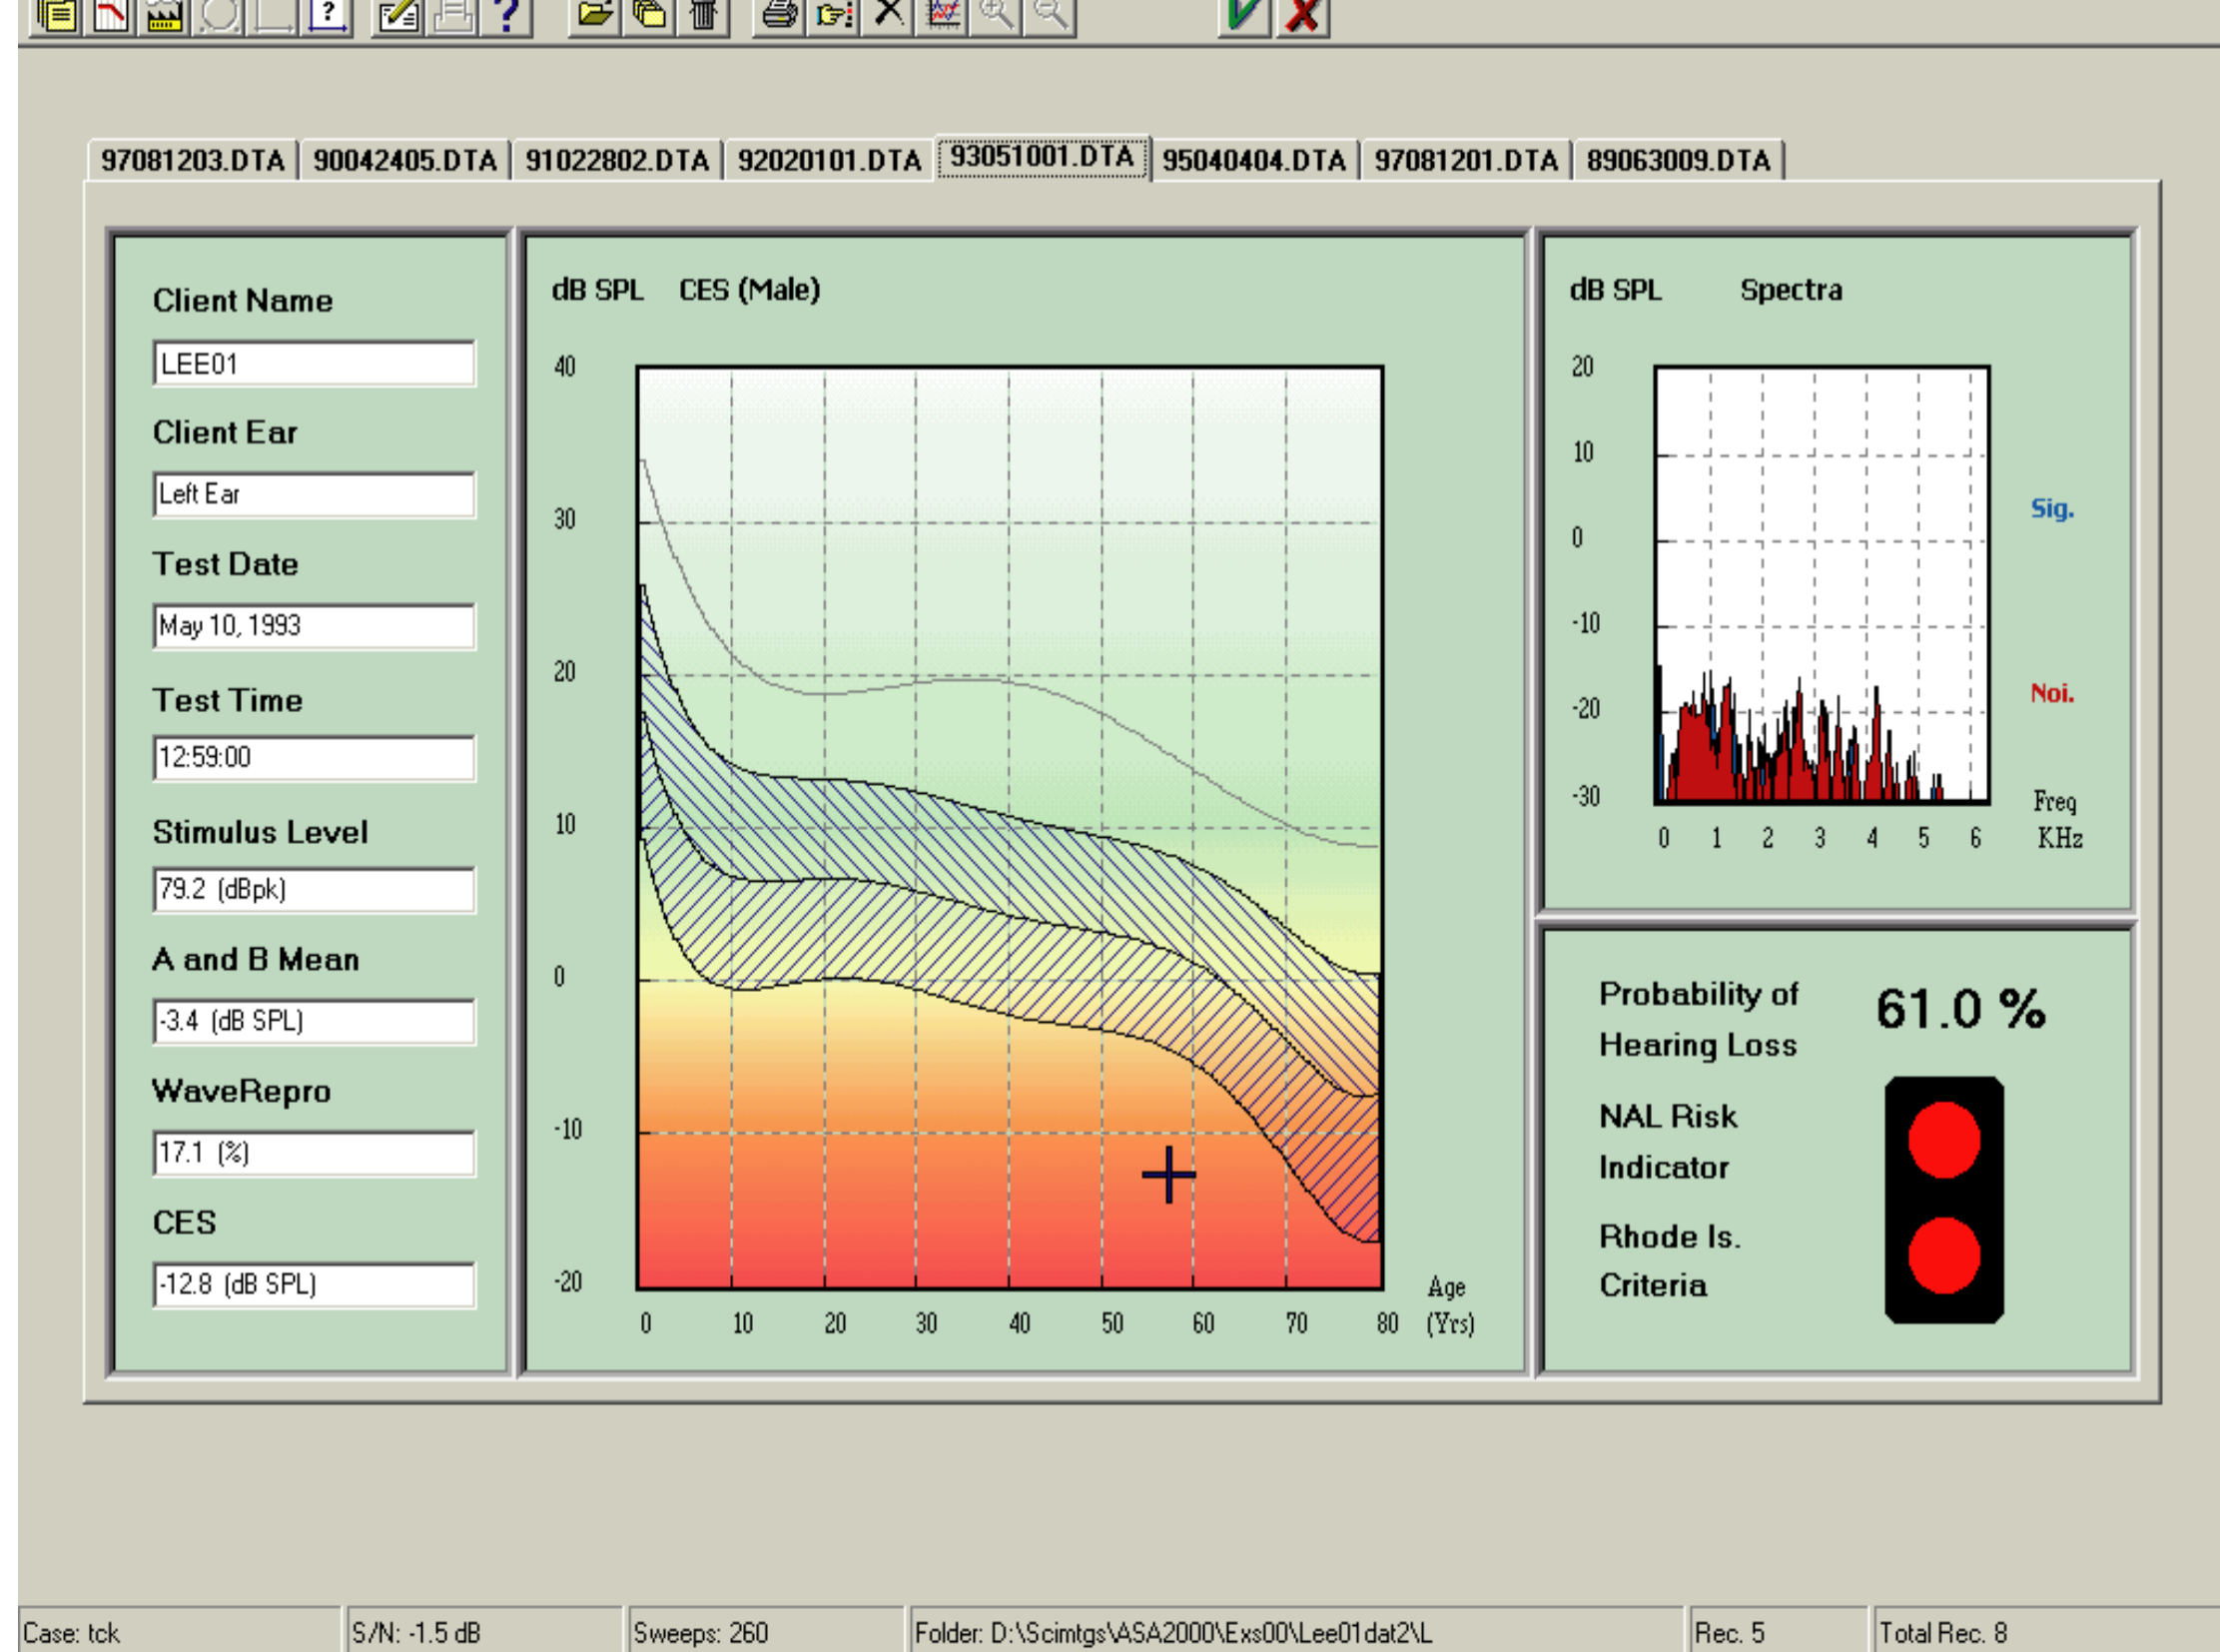 97081203.DTA 90042405.DTA 91022802.DTA 92020101.DTA 93051001.DTA 95040404.DTA 97081201.DTA 89063009.DTA
Client Name
LEE01
Client Ear
Left Ear
Test Date
May 10, 1993
Test Time
12:59:00
Stimulus Level
79.2 (dBpk)
A and B Mean
-3.4 (dB SPL)
WaveRepro
17.1 (%)
CES
-12.8 (dB SPL)
dB SPL CES (Male)
40
30
20
10
0
-10
-20
0 10 20 30 40 50 60 70 80
Age
(Yrs)
dB SPL Spectra
20
10
0
-10
-20
-30
Sig.
Noi.
0 1 2 3 4 5 6
Freq
KHz
Probability of
Hearing Loss
61.0 %
NAL Risk
Indicator
Rhode Is.
Criteria
Case: tck S/N: -1.5 dB Sweeps: 260 Folder: D:\Scimtgs\ASA2000\Exs00\Lee01dat2\L Rec. 5 Total Rec. 8